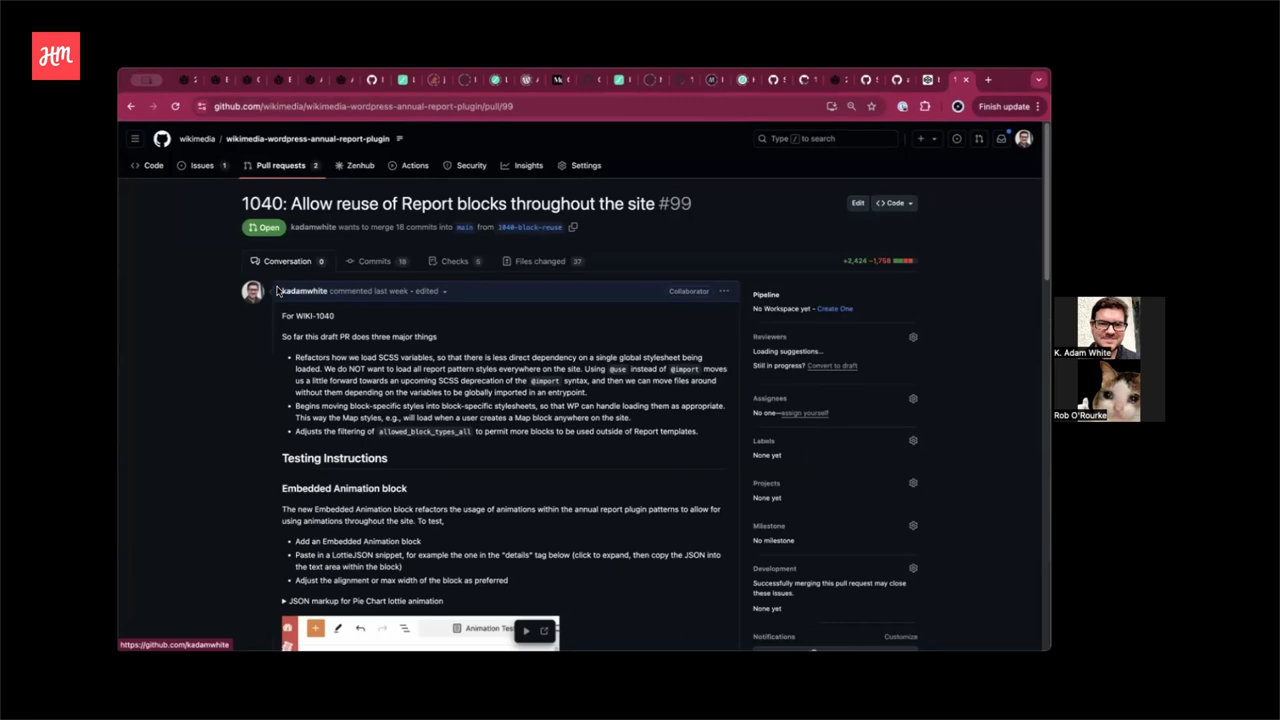 HM
Finish update
github.com/wikimedia/wikimedia-wordpress-annual-report-plugin/pull/99
wikimedia / wikimedia-wordpress-annual-report-plugin
Type / to search
Code
Issues 1
Pull requests 2
Actions
Zenhub
Security
Insights
Settings
1040: Allow reuse of Report blocks throughout the site #99
Edit
<> Code
Open
kadamwhite wants to merge 18 commits into main from 1040-block-reuse
Conversation 0
Commits 18
Checks 5
Files changed 37
+2,424 −1,758
kadamwhite commented last week • edited
Collaborator
For WIKI-1040
So far this draft PR does three major things
Refactors how we load SCSS variables, so that there is less direct dependency on a single global stylesheet being
loaded. We do NOT want to load all report pattern styles everywhere on the site. Using @use instead of @import moves
us a little forward towards an upcoming SCSS deprecation of the @import syntax, and then we can move files around
without them depending on the variables to be globally imported in an entrypoint.
Begins moving block-specific styles into block-specific stylesheets, so that WP can handle loading them as appropriate.
This way the Map styles, e.g., will load when a user creates a Map block anywhere on the site.
Adjusts the filtering of allowed_block_types_all to permit more blocks to be used outside of Report templates.
Testing Instructions
Embedded Animation block
The new Embedded Animation block refactors the usage of animations within the annual report plugin patterns to allow for
using animations throughout the site. To test,
Add an Embedded Animation block
Paste in a LottieJSON snippet, for example the one in the "details" tag below (click to expand, then copy the JSON into
the text area within the block)
Adjust the alignment or max width of the block as preferred
JSON markup for Pie Chart lottie animation
Animation Tes
https://github.com/kadamwhite
Pipeline
No Workspace yet - Create One
Reviewers
Loading suggestions...
Still in progress? Convert to draft
Assignees
No one—assign yourself
Labels
None yet
Projects
None yet
Milestone
No milestone
Development
Successfully merging this pull request may close
these issues.
None yet
Notifications
Customize
K. Adam White
Rob O'Rourke